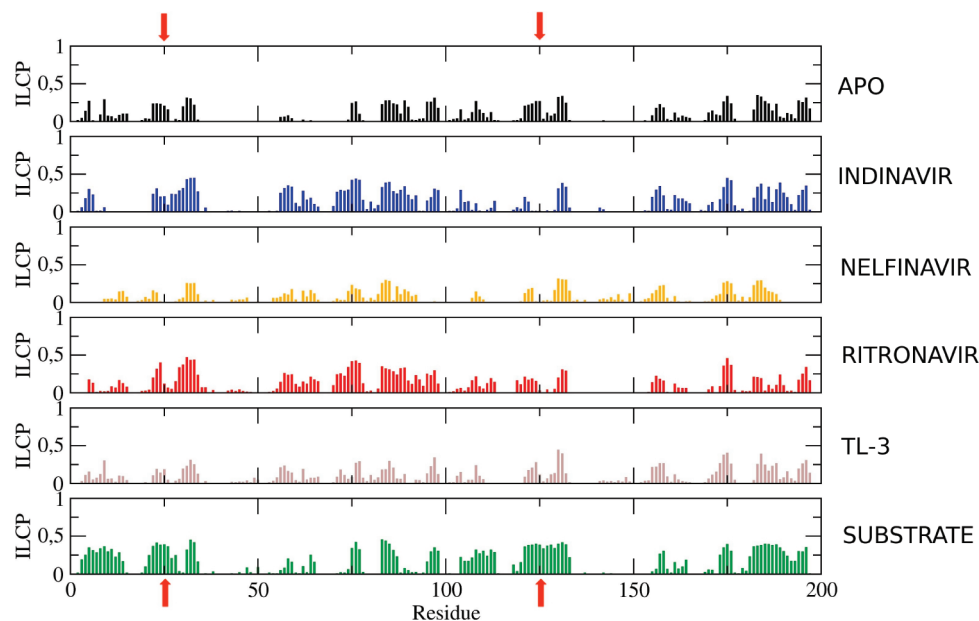 1
ILCP
0,5
0
APO
1
ILCP
0,5
0
INDINAVIR
1
ILCP
0,5
0
NELFINAVIR
1
ILCP
0,5
0
RITRONAVIR
1
ILCP
0,5
0
TL-3
1
ILCP
0,5
0
SUBSTRATE
0 50 100 150 200
Residue